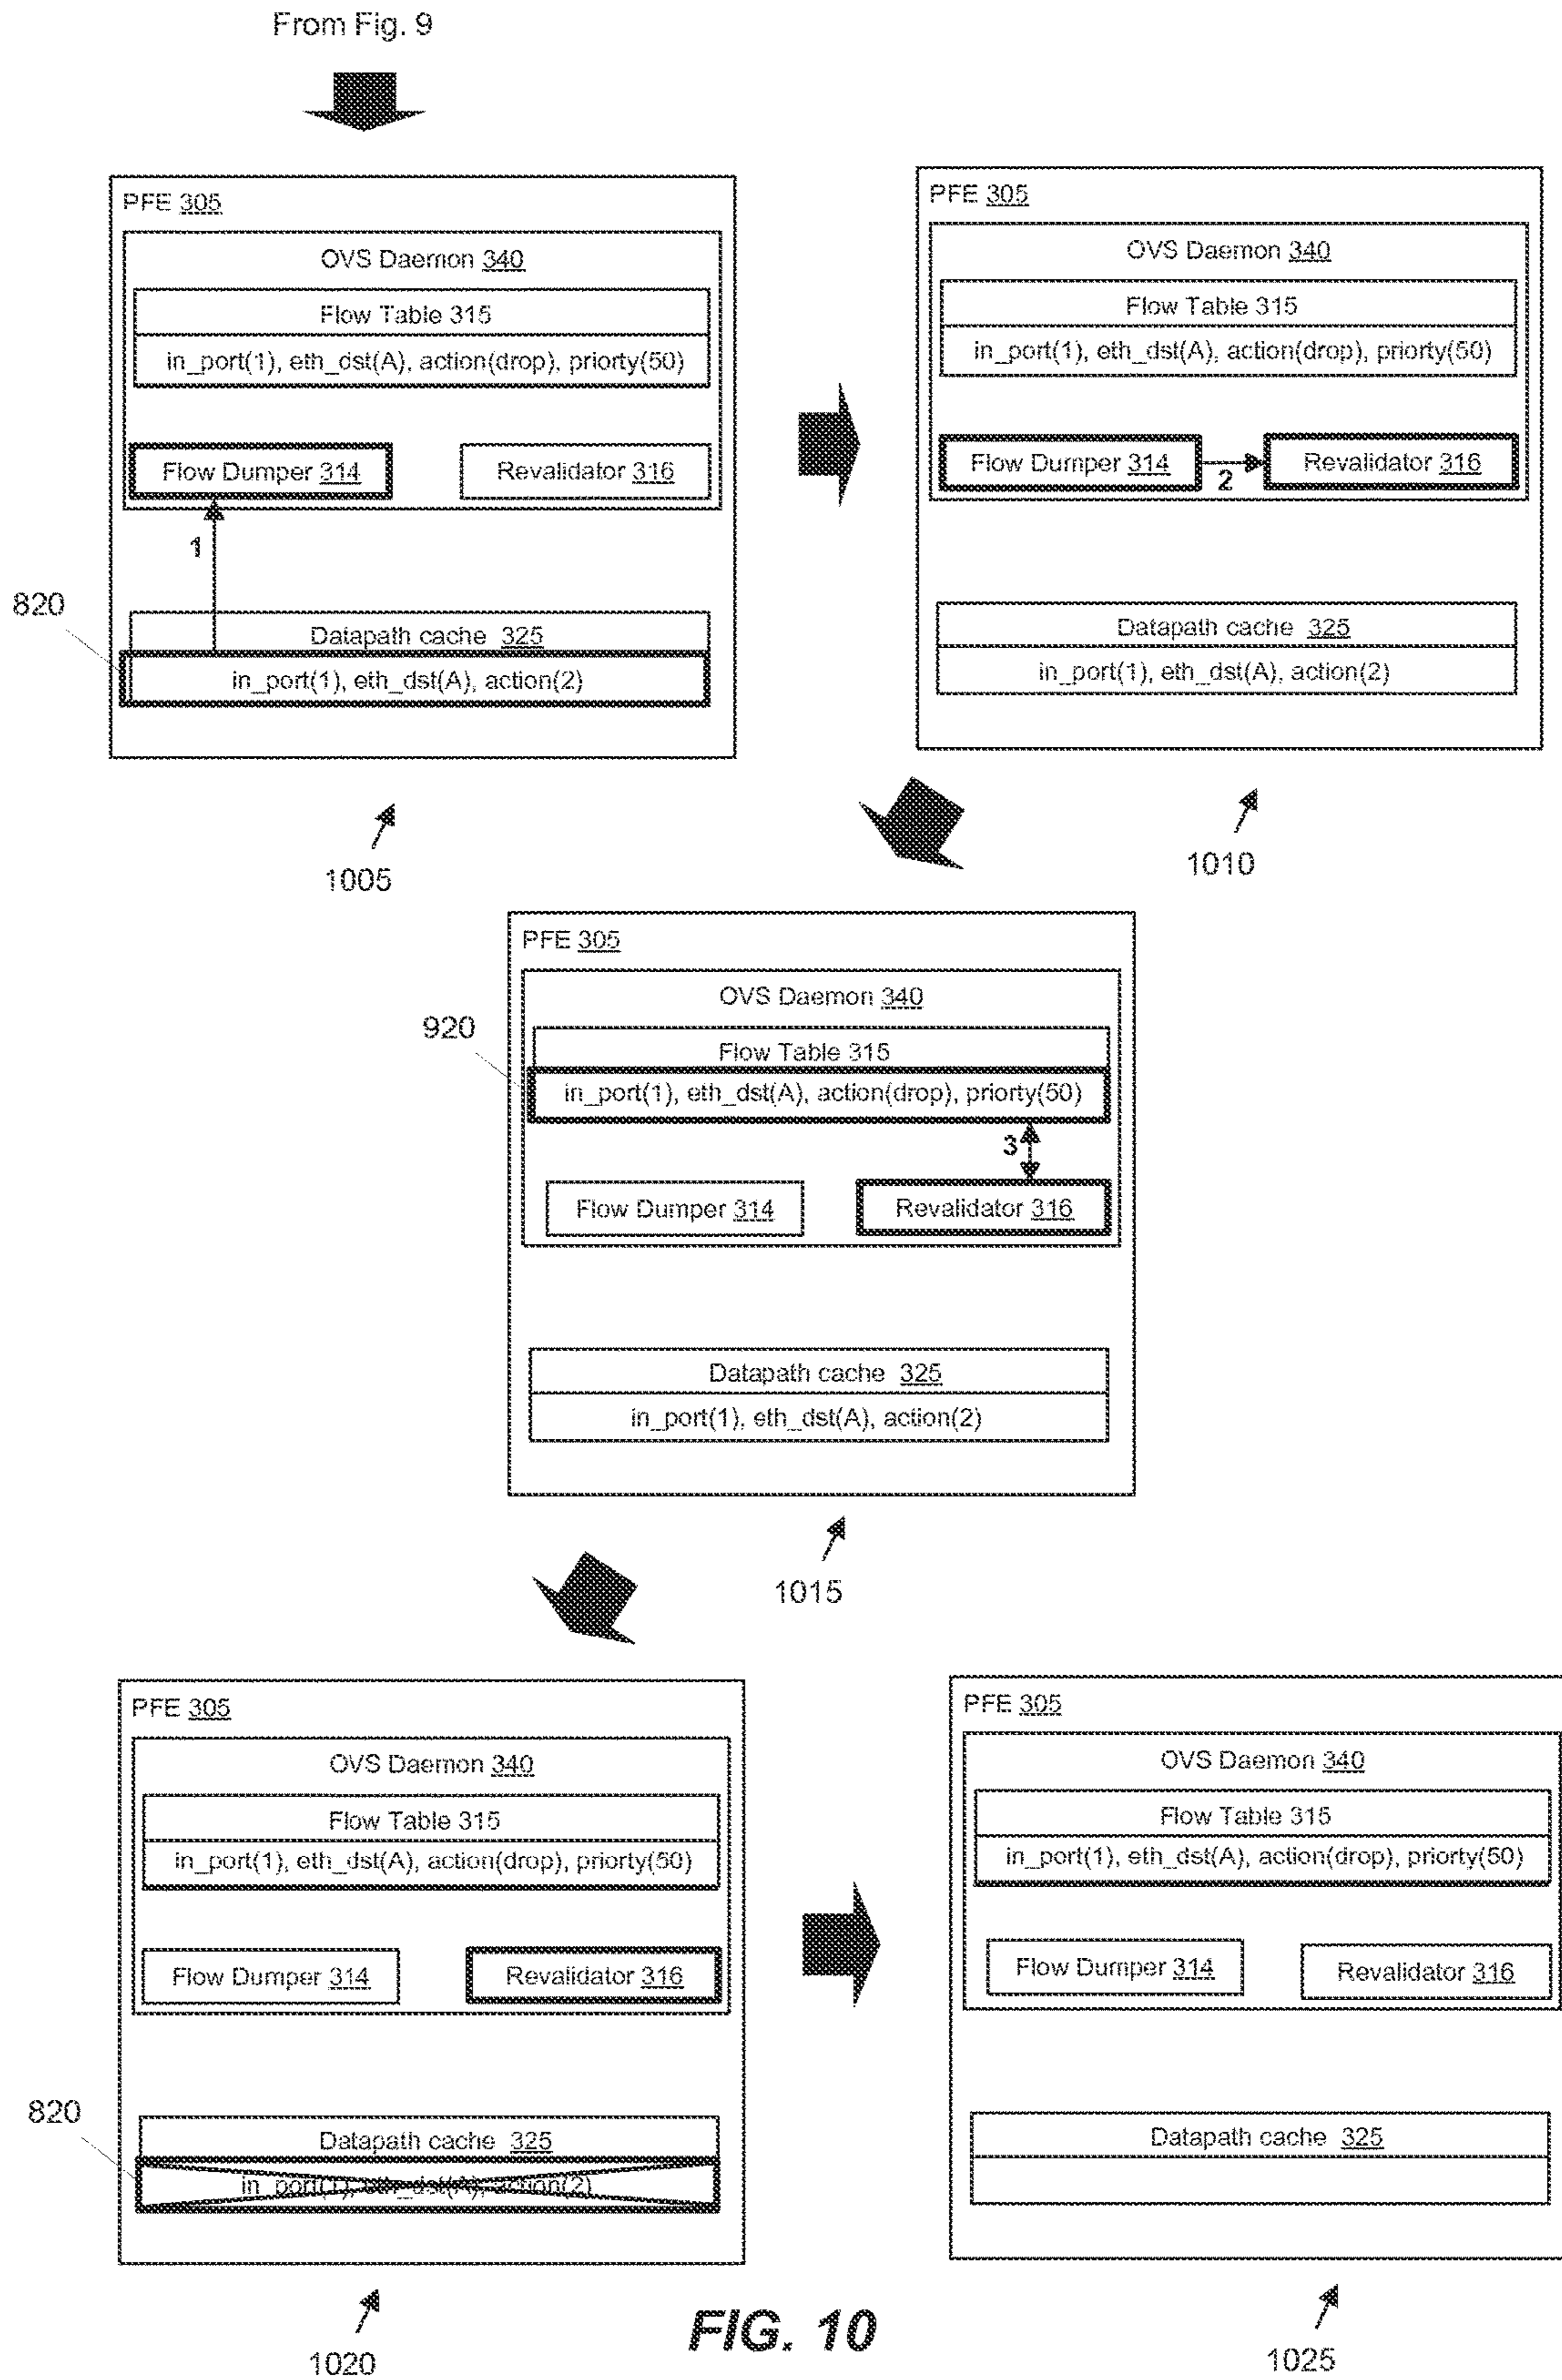 From Fig. 9
PFE 305
OVS Daemon 340
Flow Table 315
in_port(1), eth_dst(A), action(drop), priorty(50)
Flow Dumper 314
Revalidator 316
1
820
Datapath cache 325
in_port(1), eth_dst(A), action(2)
1005
PFE 305
OVS Daemon 340
Flow Table 315
in_port(1), eth_dst(A), action(drop), priorty(50)
Flow Dumper 314
2
Revalidator 316
Datapath cache 325
in_port(1), eth_dst(A), action(2)
1010
PFE 305
OVS Daemon 340
920
Flow Table 315
in_port(1), eth_dst(A), action(drop), priorty(50)
3
Flow Dumper 314
Revalidator 316
Datapath cache 325
in_port(1), eth_dst(A), action(2)
1015
PFE 305
OVS Daemon 340
Flow Table 315
in_port(1), eth_dst(A), action(drop), priorty(50)
Flow Dumper 314
Revalidator 316
820
Datapath cache 325
in_port(1), eth_dst(A), action(2)
1020
PFE 305
OVS Daemon 340
Flow Table 315
in_port(1), eth_dst(A), action(drop), priorty(50)
Flow Dumper 314
Revalidator 316
Datapath cache 325
1025
FIG. 10